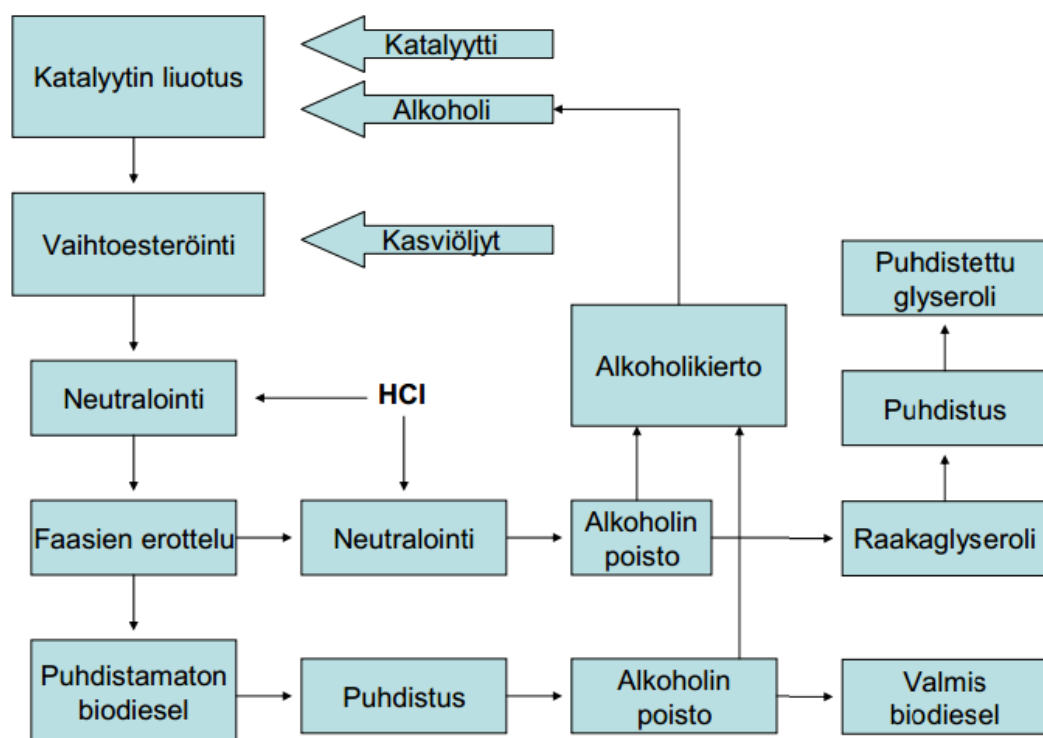 Katalyytin liuotus
Katalyytti
Alkoholi
Vaihtoesteröinti
Kasviöljyt
Puhdistettu
glyseroli
Neutralointi
HCl
Alkoholikierto
Puhdistus
Faasien erottelu
Neutralointi
Alkoholin
poisto
Raakaglyseroli
Puhdistamaton
biodiesel
Puhdistus
Alkoholin
poisto
Valmis
biodiesel